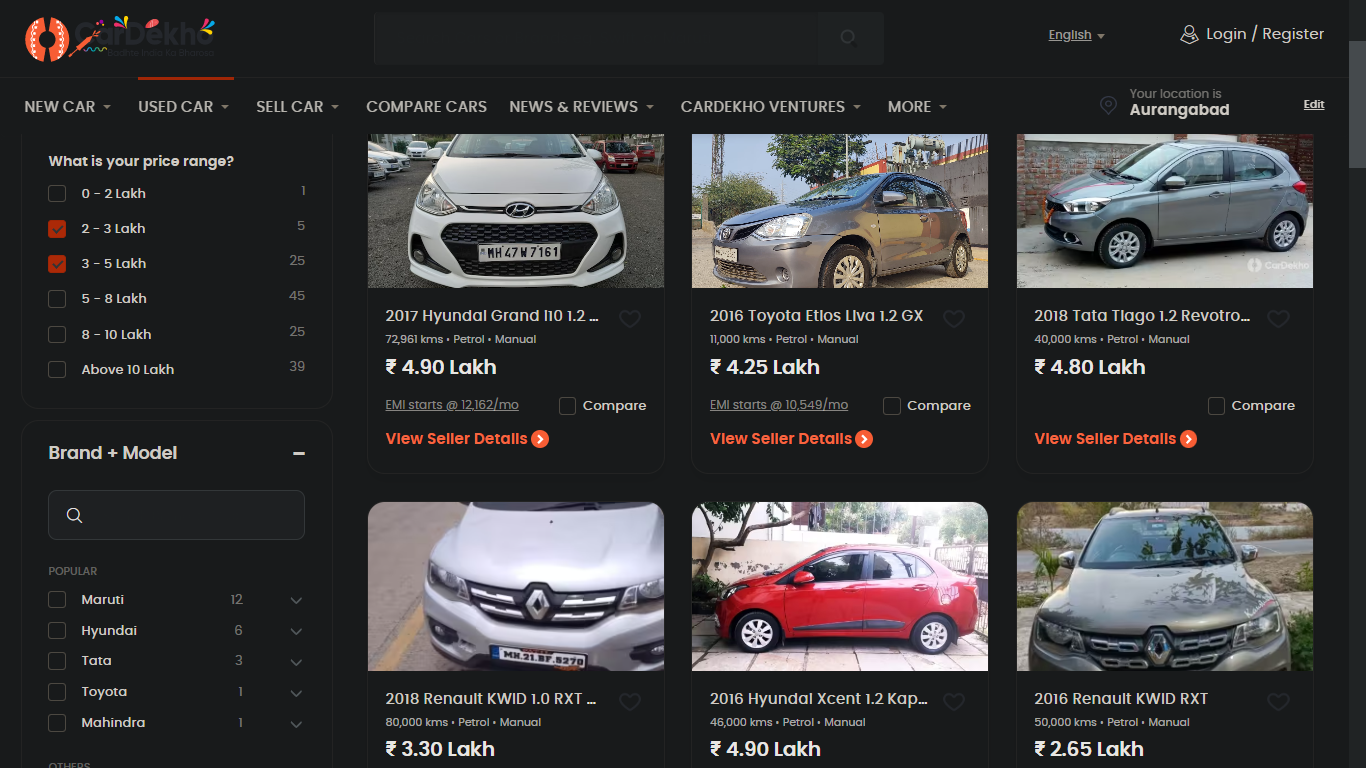 CarDekho
English
Login / Register
NEW CAR
USED CAR
SELL CAR
COMPARE CARS
NEWS & REVIEWS
CARDEKHO VENTURES
MORE
Your location is
Aurangabad
Edit
What is your price range?
0 - 2 Lakh 1
2 - 3 Lakh 5
3 - 5 Lakh 25
5 - 8 Lakh 45
8 - 10 Lakh 25
Above 10 Lakh 39
Brand + Model
POPULAR
Maruti 12
Hyundai 6
Tata 3
Toyota 1
Mahindra 1
OTHERS
MH 47 W 7161
2017 Hyundai Grand i10 1.2 ...
72,961 kms • Petrol • Manual
₹ 4.90 Lakh
EMI starts @ 12,162/mo
Compare
View Seller Details
2016 Toyota Etios Liva 1.2 GX
11,000 kms • Petrol • Manual
₹ 4.25 Lakh
EMI starts @ 10,549/mo
Compare
View Seller Details
CarDekho
2018 Tata Tiago 1.2 Revotro...
40,000 kms • Petrol • Manual
₹ 4.80 Lakh
Compare
View Seller Details
MH.21.BF.5270
2018 Renault KWID 1.0 RXT ...
80,000 kms • Petrol • Manual
₹ 3.30 Lakh
2016 Hyundai Xcent 1.2 Kap...
46,000 kms • Petrol • Manual
₹ 4.90 Lakh
2016 Renault KWID RXT
50,000 kms • Petrol • Manual
₹ 2.65 Lakh